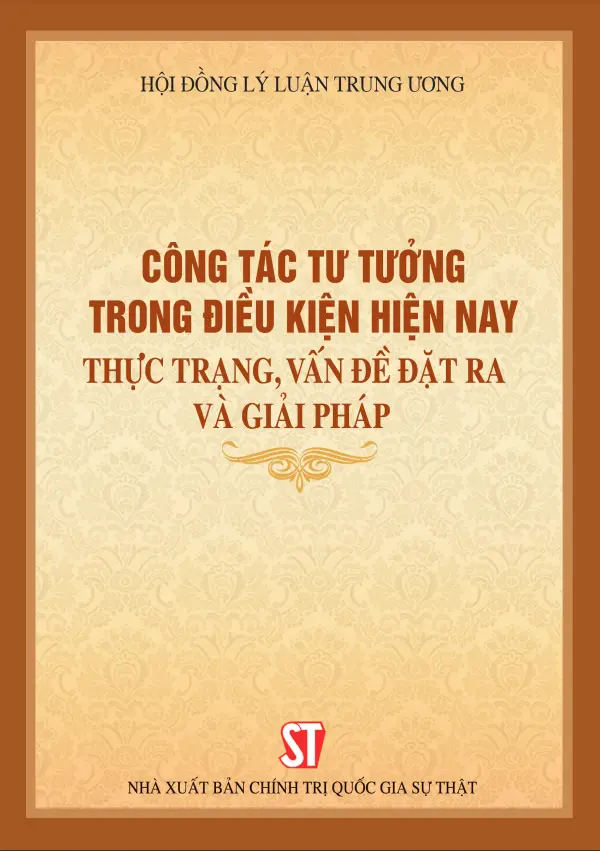 HỘI ĐỒNG LÝ LUẬN TRUNG ƯƠNG
CÔNG TÁC TƯ TƯỞNG
TRONG ĐIỀU KIỆN HIỆN NAY
THỰC TRẠNG, VẤN ĐỀ ĐẶT RA
VÀ GIẢI PHÁP
ST
NHÀ XUẤT BẢN CHÍNH TRỊ QUỐC GIA SỰ THẬT